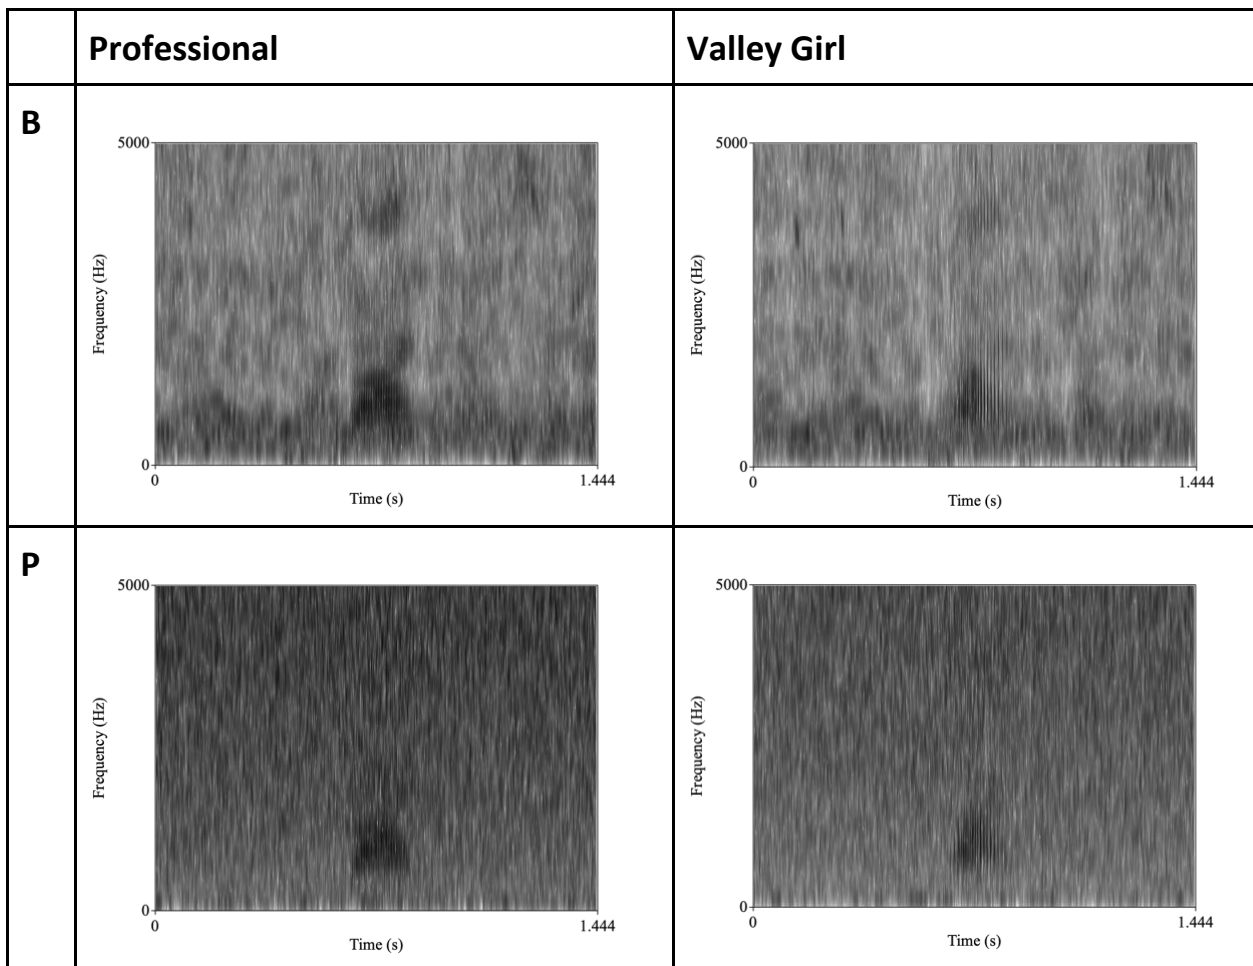 Professional Valley Girl
B
5000 5000
Frequency (Hz) Frequency (Hz)
0 0
0 1.444 0 1.444
Time (s) Time (s)
P
5000 5000
Frequency (Hz) Frequency (Hz)
0 0
0 1.444 0 1.444
Time (s) Time (s)